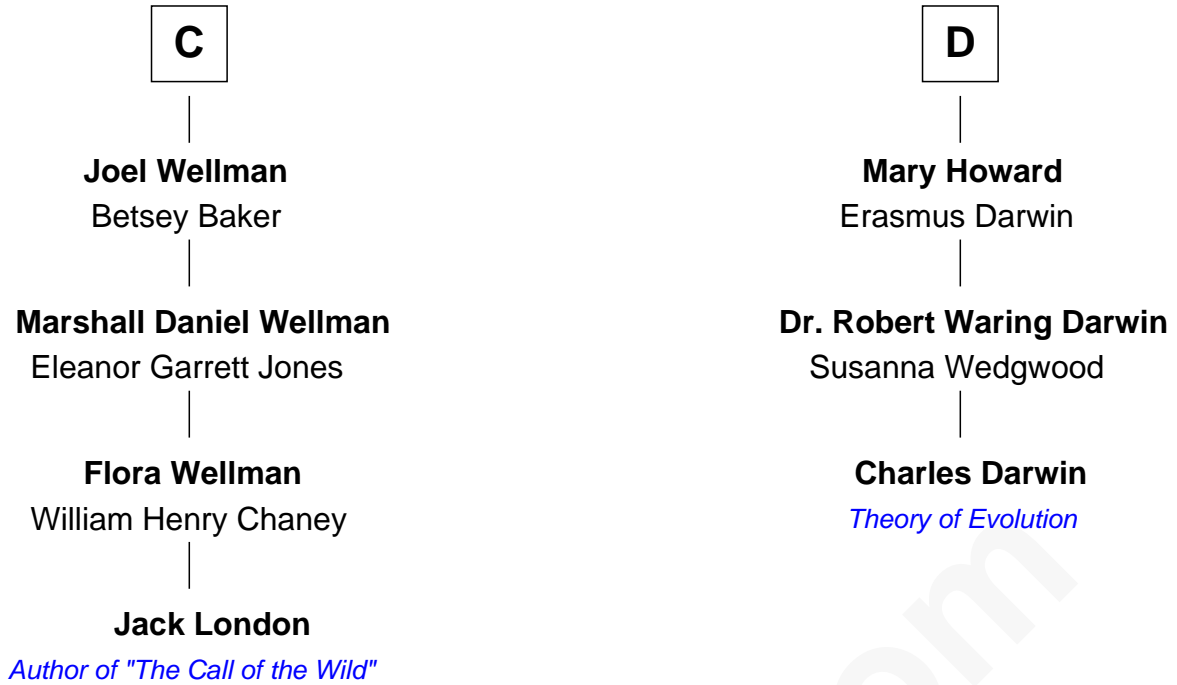 C
Joel Wellman
Betsey Baker
Marshall Daniel Wellman
Eleanor Garrett Jones
Flora Wellman
William Henry Chaney
Jack London
Author of "The Call of the Wild"
D
Mary Howard
Erasmus Darwin
Dr. Robert Waring Darwin
Susanna Wedgwood
Charles Darwin
Theory of Evolution
om